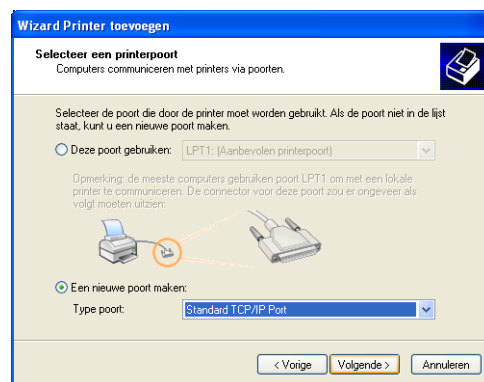 Wizard Printer toevoegen
Selecteer een printerpoort
Computers communiceren met printers via poorten.
Selecteer de poort die door de printer moet worden gebruikt. Als de poort niet in de lijst
staat, kunt u een nieuwe poort maken.
Deze poort gebruiken: LPT1: (Aanbevolen printerpoort)
Opmerking: de meeste computers gebruiken poort LPT1 om met een lokale
printer te communiceren. De connector voor deze poort zou er ongeveer als
volgt moeten uitzien:
Een nieuwe poort maken:
Type poort: Standard TCP/IP Port
< Vorige Volgende > Annuleren